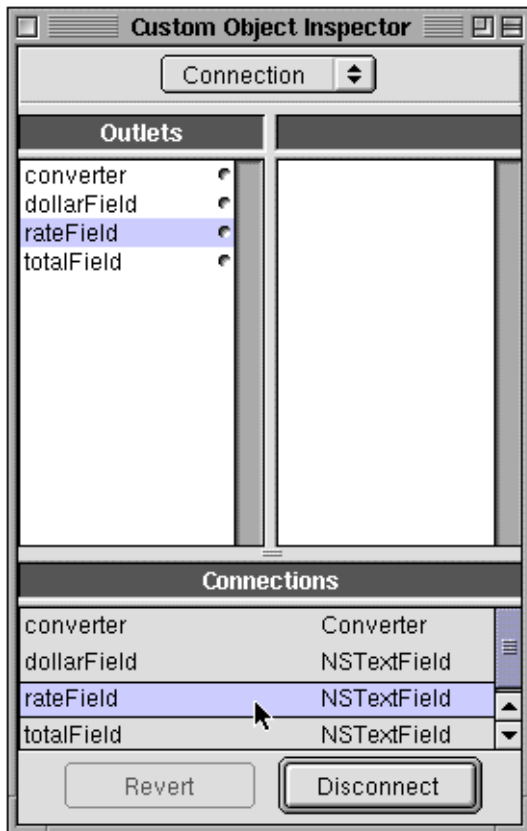 Custom Object Inspector
Connection
Outlets
converter
dollarField
rateField
totalField
Connections
converter Converter
dollarField NSTextField
rateField NSTextField
totalField NSTextField
Revert Disconnect